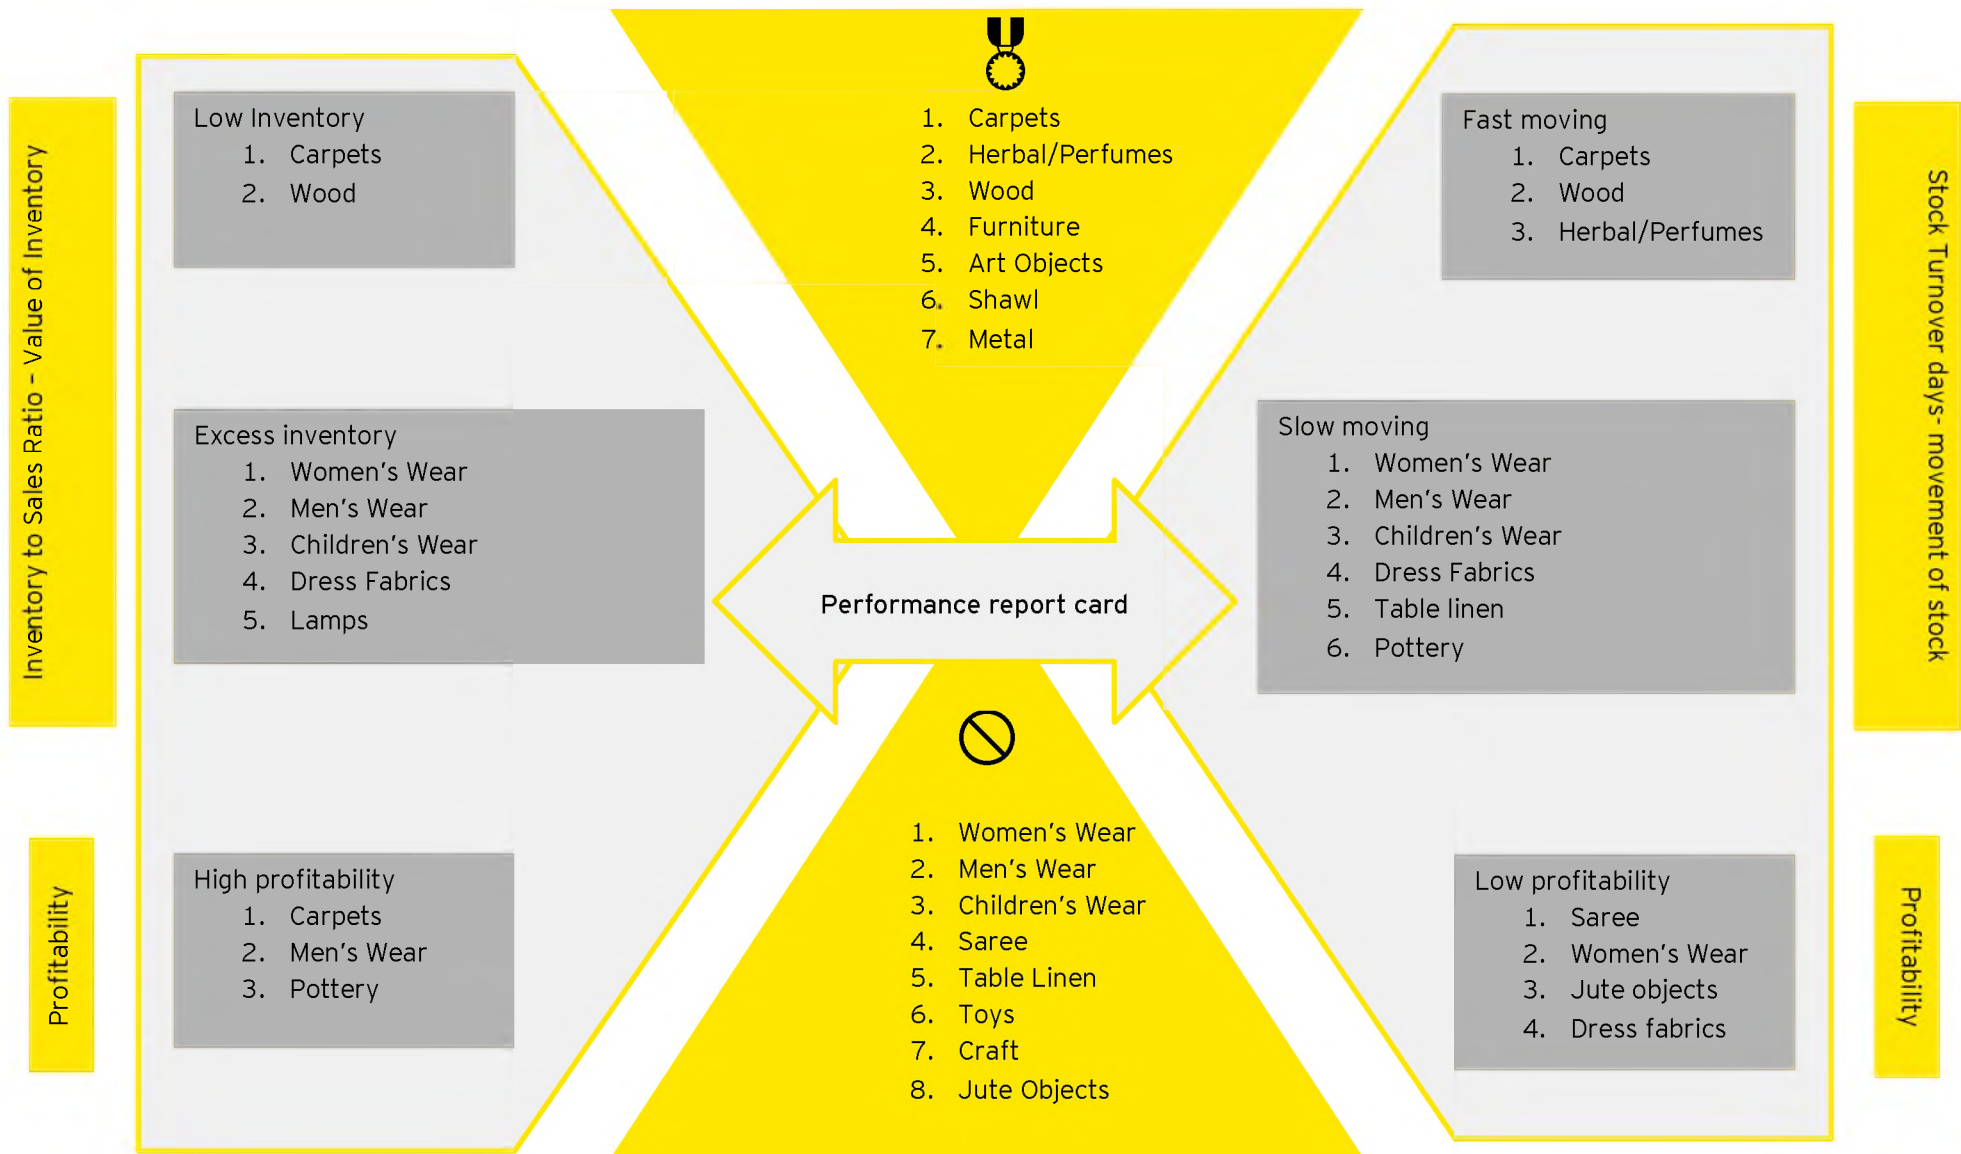 Inventory to Sales Ratio - Value of Inventory
Profitability
Low Inventory
1. Carpets
2. Wood
Excess inventory
1. Women's Wear
2. Men's Wear
3. Children's Wear
4. Dress Fabrics
5. Lamps
High profitability
1. Carpets
2. Men's Wear
3. Pottery
1. Carpets
2. Herbal/Perfumes
3. Wood
4. Furniture
5. Art Objects
6. Shawl
7. Metal
Performance report card
1. Women's Wear
2. Men's Wear
3. Children's Wear
4. Saree
5. Table Linen
6. Toys
7. Craft
8. Jute Objects
Fast moving
1. Carpets
2. Wood
3. Herbal/Perfumes
Slow moving
1. Women's Wear
2. Men's Wear
3. Children's Wear
4. Dress Fabrics
5. Table linen
6. Pottery
Low profitability
1. Saree
2. Women's Wear
3. Jute objects
4. Dress fabrics
Stock Turnover days- movement of stock
Profitability